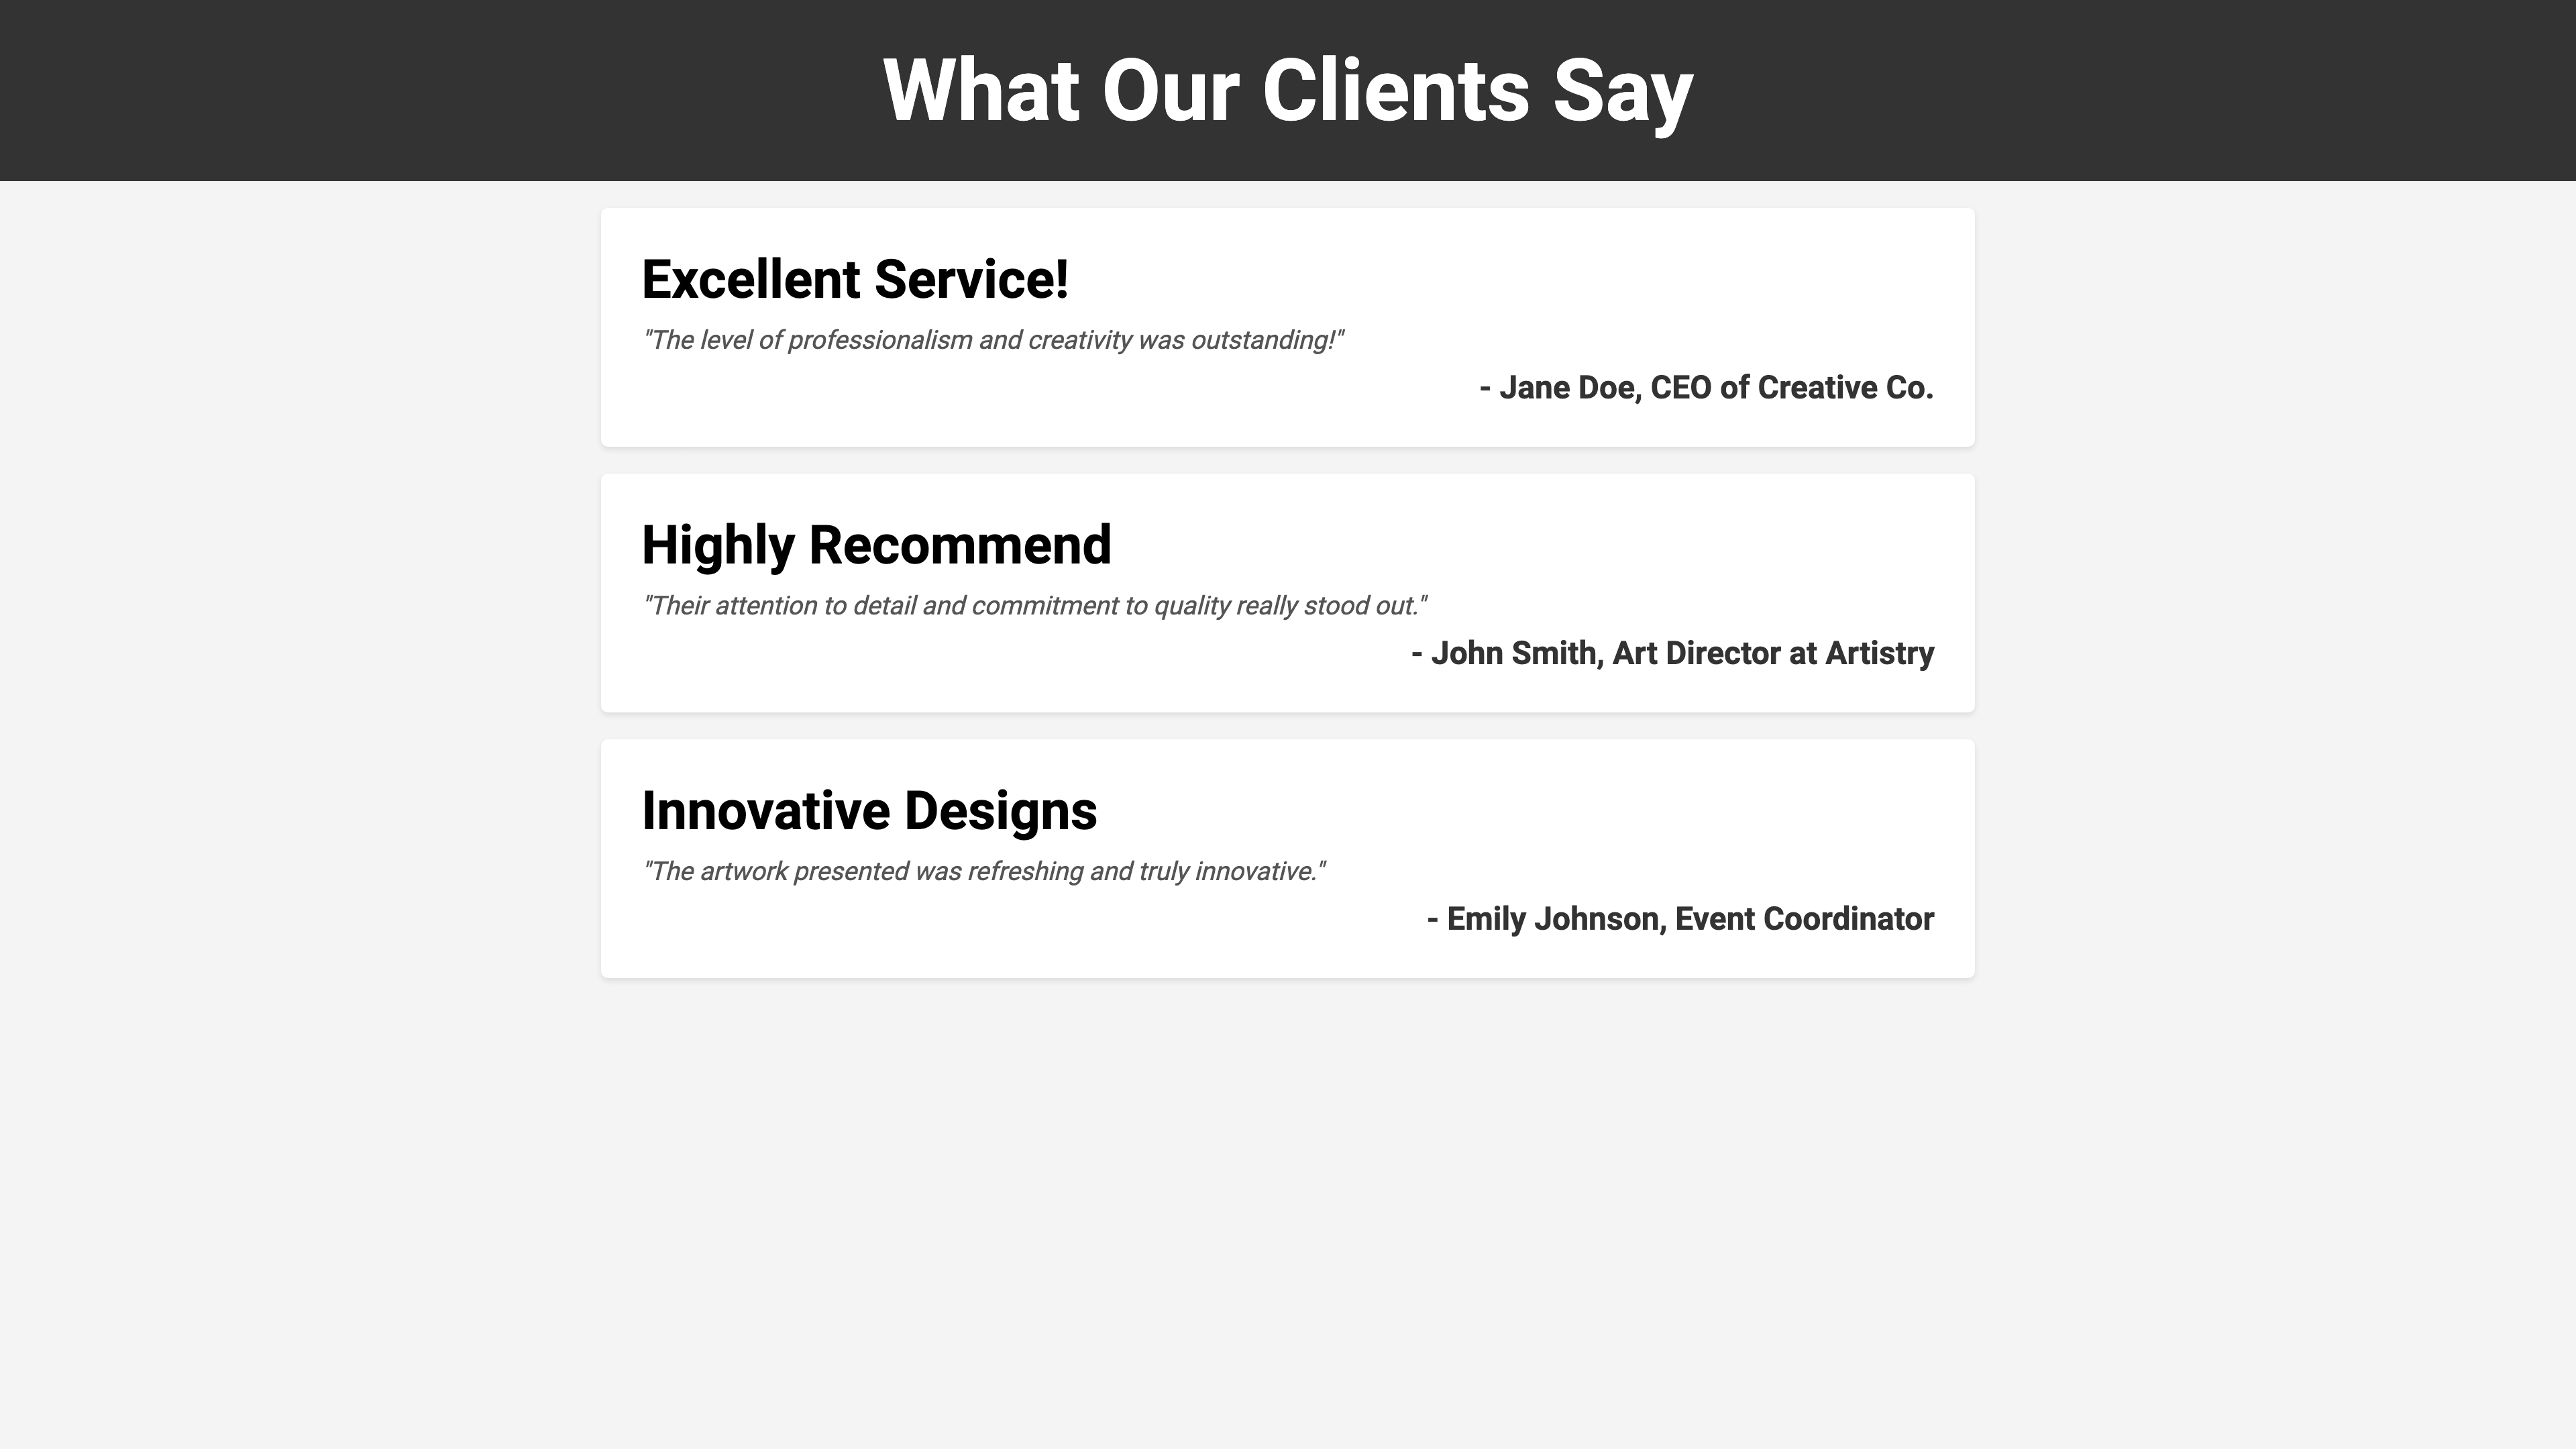 What Our Clients Say
Excellent Service!
"The level of professionalism and creativity was outstanding!"
- Jane Doe, CEO of Creative Co.
Highly Recommend
"Their attention to detail and commitment to quality really stood out."
- John Smith, Art Director at Artistry
Innovative Designs
"The artwork presented was refreshing and truly innovative."
- Emily Johnson, Event Coordinator